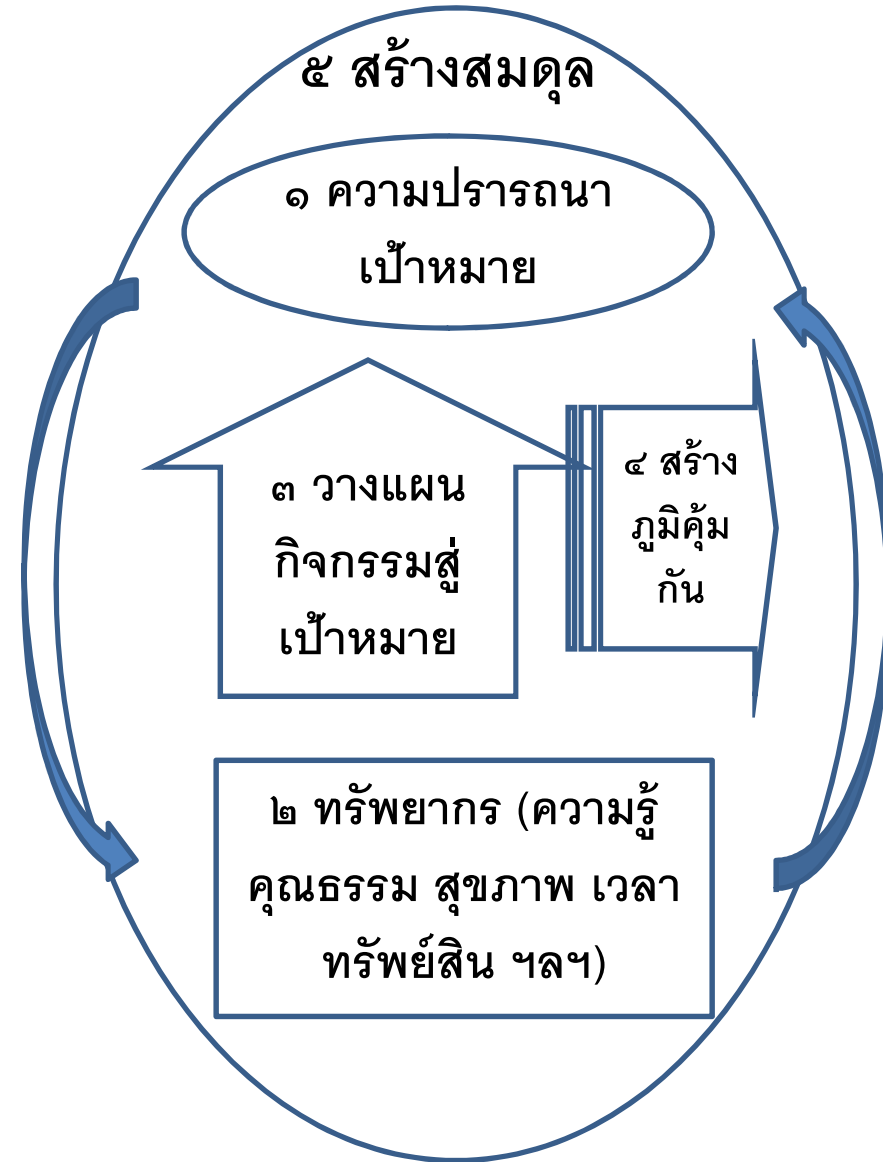 ๕ สร้างสมดุล
๑ ความปรารถนา
เป้าหมาย
๓ วางแผน
กิจกรรมสู่
เป้าหมาย
๔ สร้าง
ภูมิคุ้ม
กัน
๒ ทรัพยากร (ความรู้
คุณธรรม สุขภาพ เวลา
ทรัพย์สิน ฯลฯ)